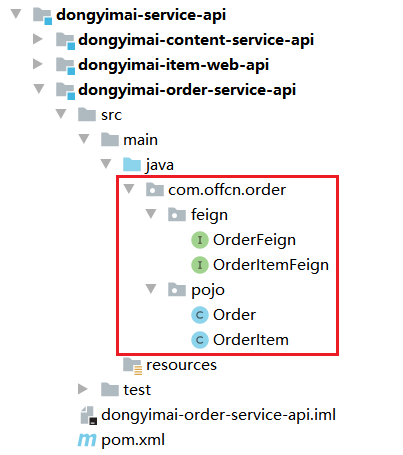 dongyimai-service-api
dongyimai-content-service-api
dongyimai-item-web-api
dongyimai-order-service-api
src
main
java
com.offcn.order
feign
I OrderFeign
I OrderItemFeign
pojo
C Order
C OrderItem
resources
test
dongyimai-order-service-api.iml
m pom.xml